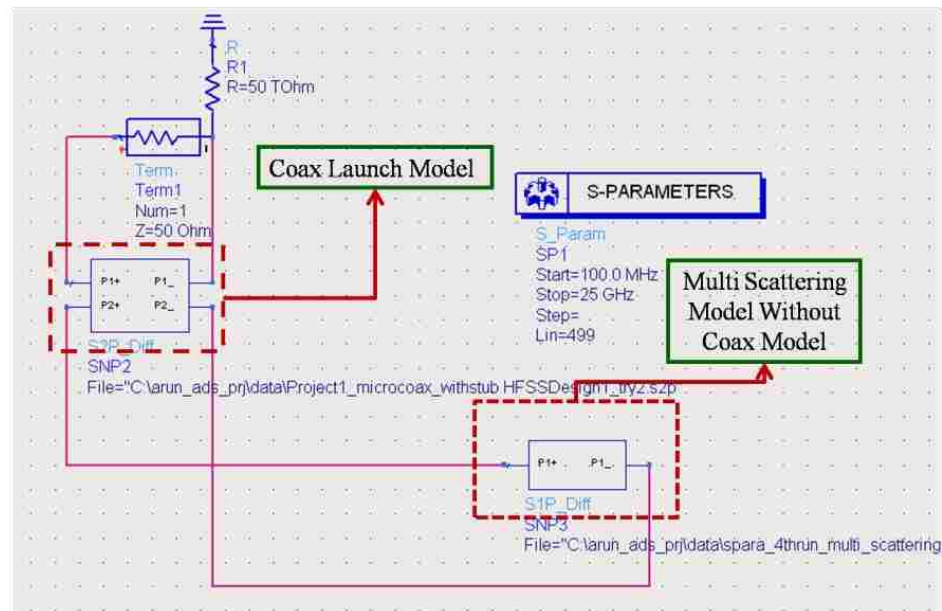 R
R1
R=50 TOhm
Term
Term1
Num=1
Z=50 Ohm
Coax Launch Model
S-PARAMETERS
S_Param
SP1
Start=100.0 MHz
Stop=25 GHz
Step=
Lin=499
Multi Scattering
Model Without
Coax Model
P1+ P1_
P2+ P2_
S2P_Diff
SNP2
File="C:\arun_ads_prj\data\Project1_microcoax_withstub HFSSDesign1_try2.s2p
P1+ P1_
S1P_Diff
SNP3
File="C:\arun_ads_prj\data\spara_4thrun_multi_scattering